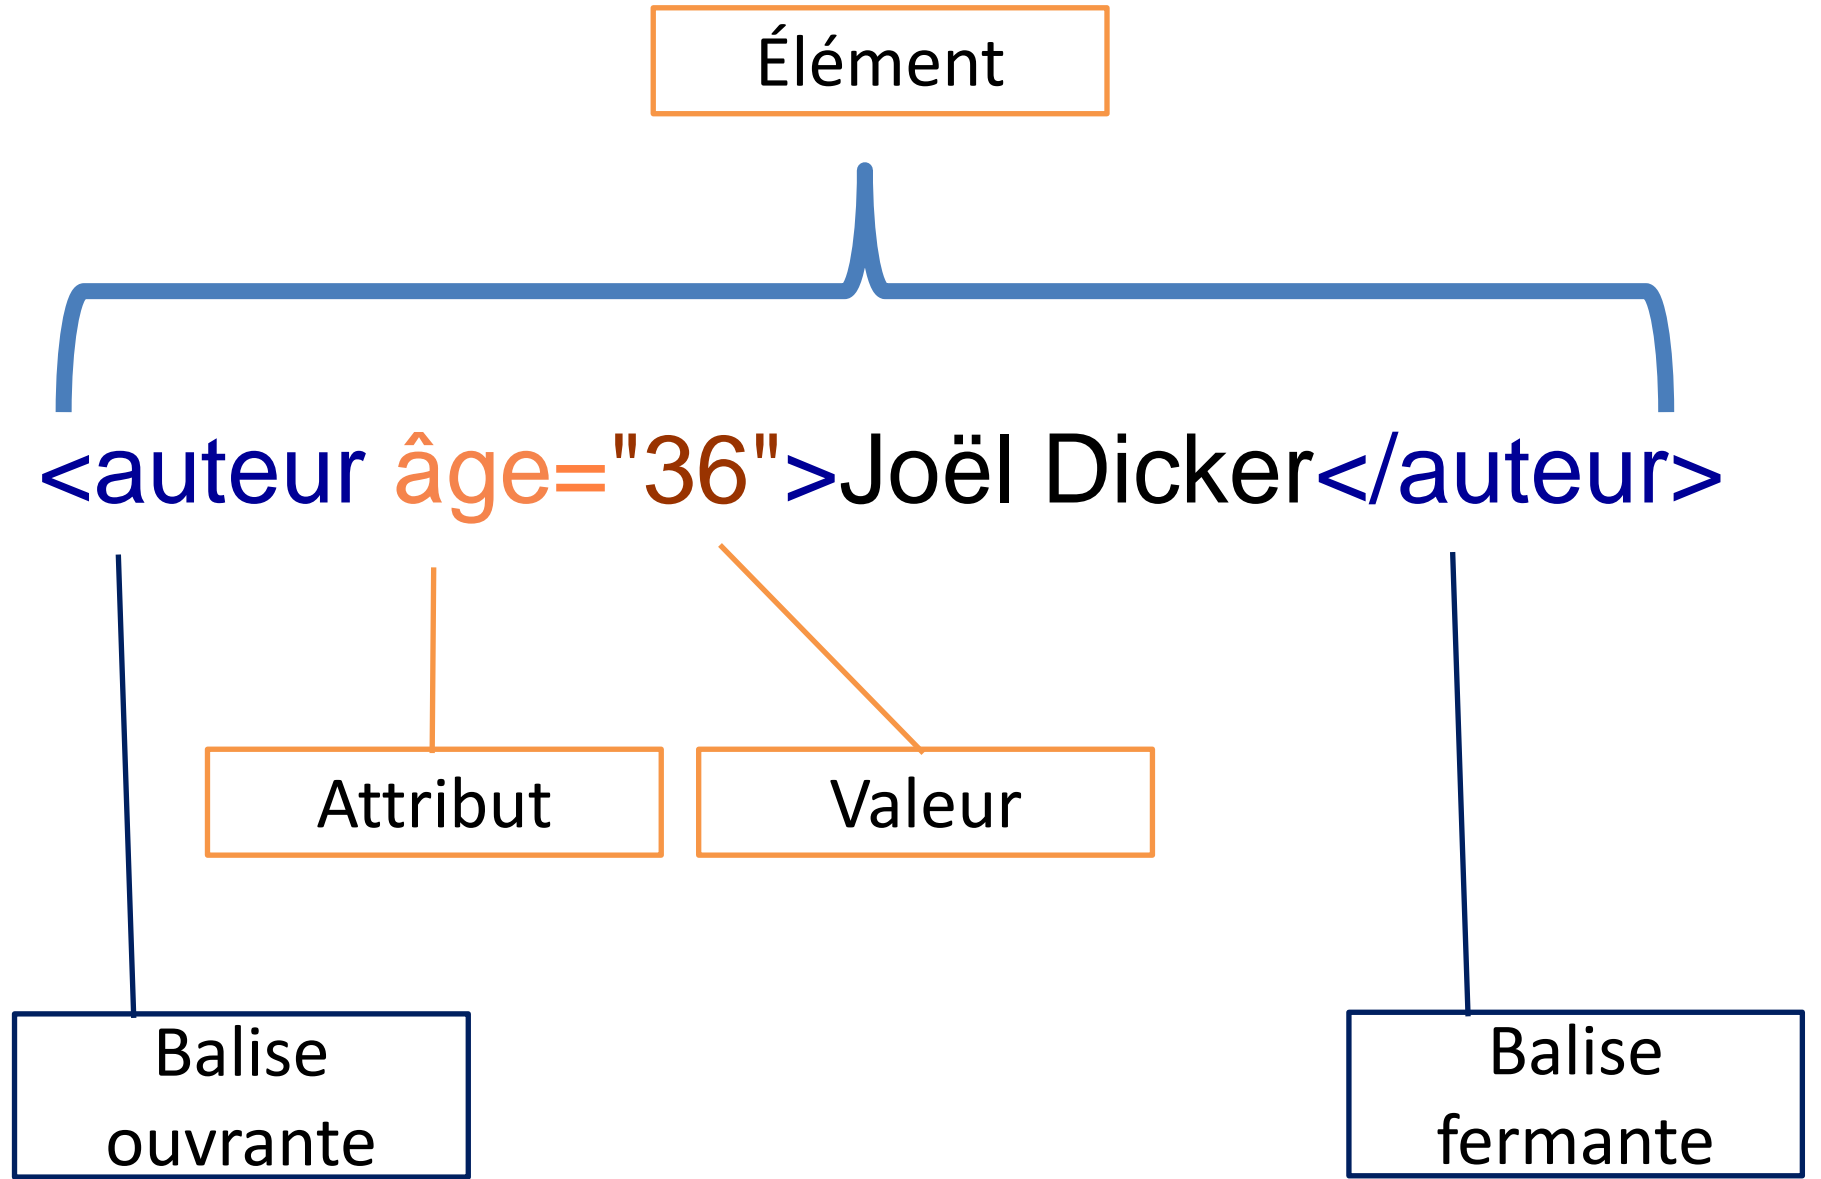 Élément
<auteur âge="36">Joël Dicker</auteur>
Attribut
Valeur
Balise
ouvrante
Balise
fermante